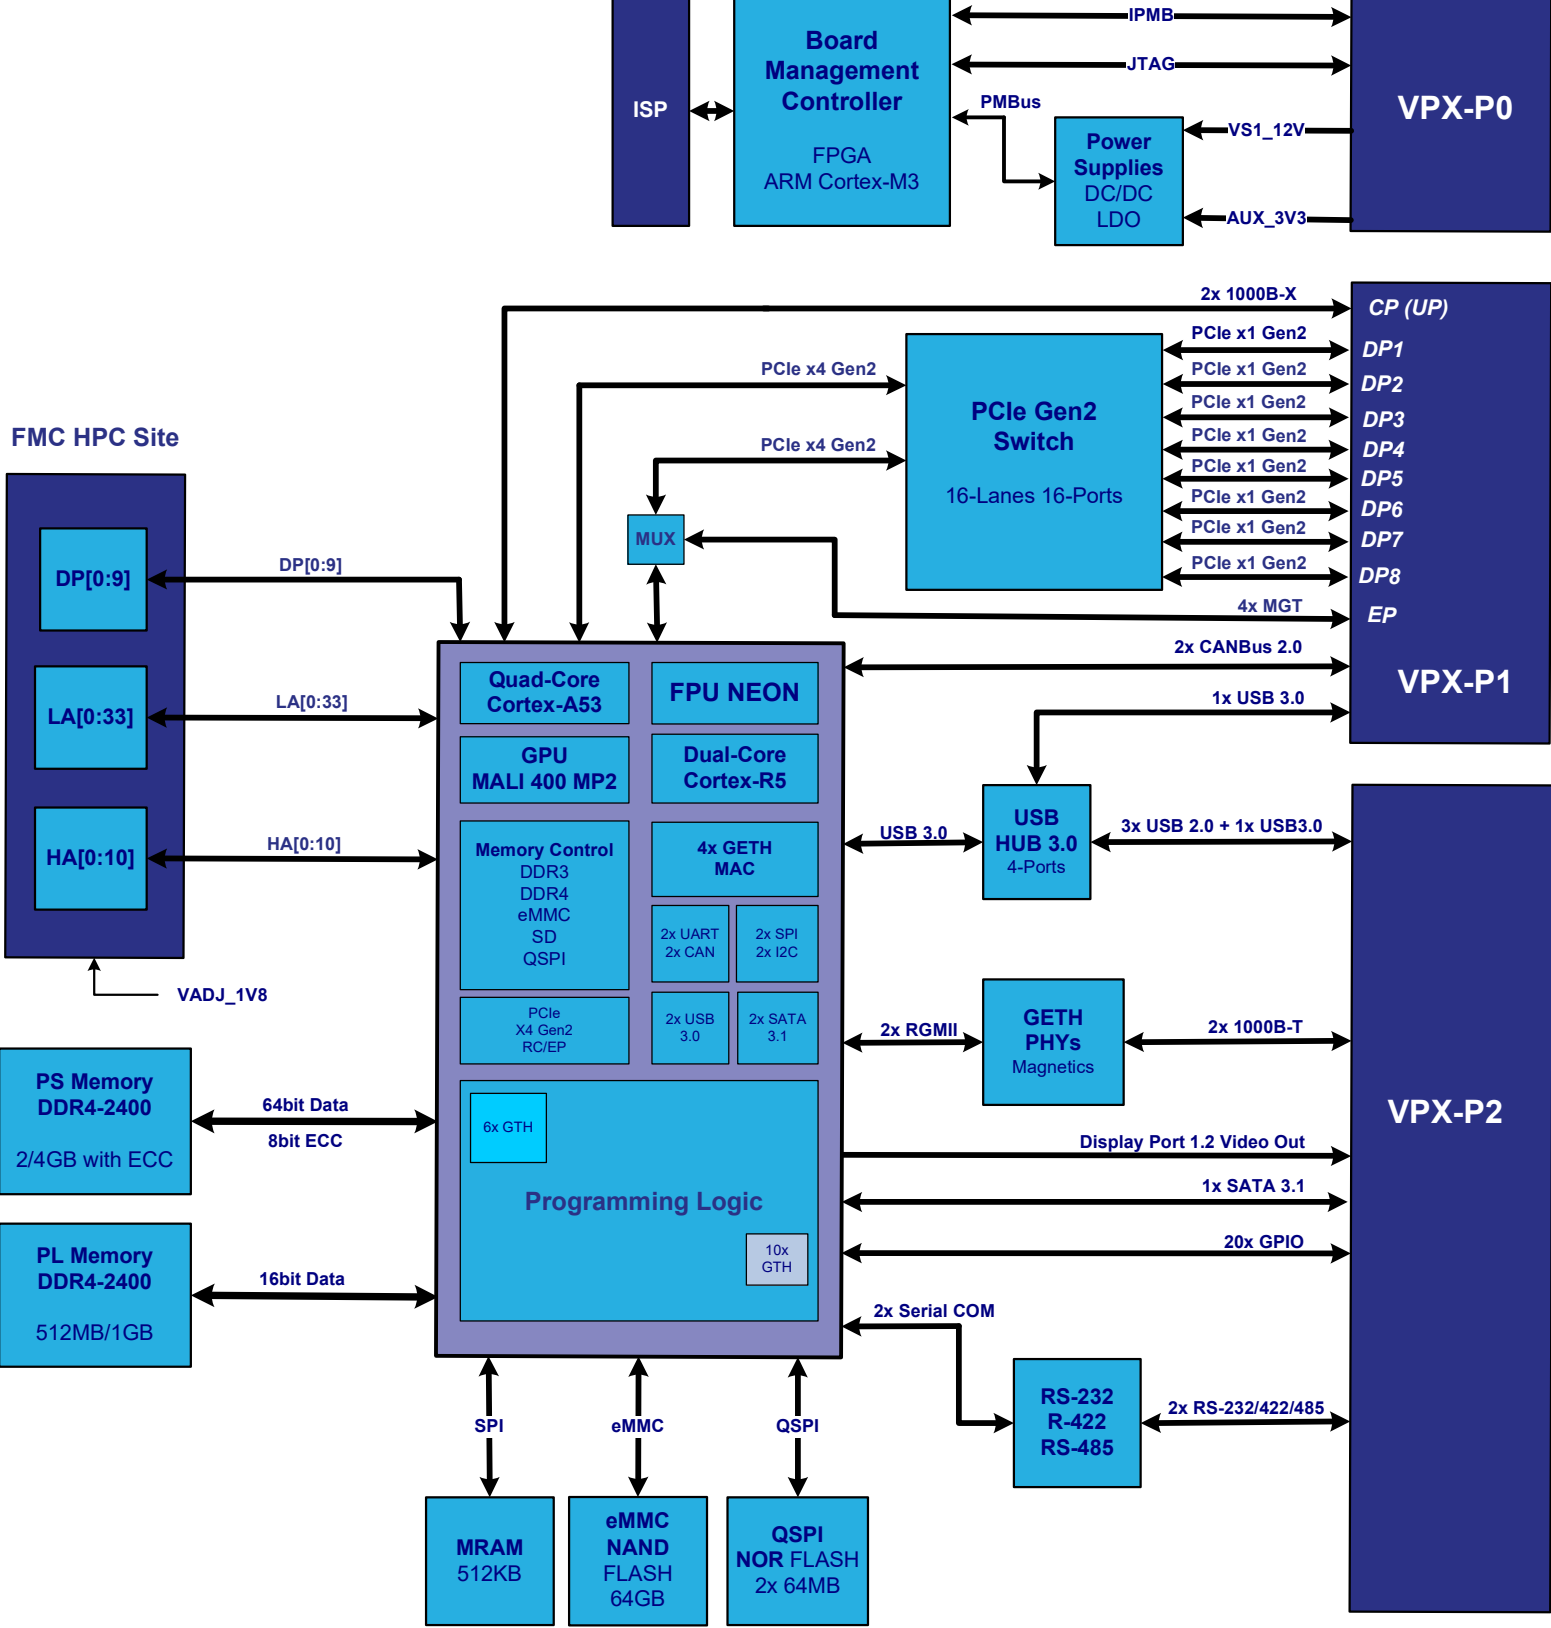 ISP
Board
Management
Controller
FPGA
ARM Cortex-M3
IPMB
JTAG
PMBus
Power
Supplies
DC/DC
LDO
VS1_12V
AUX_3V3
VPX-P0
2x 1000B-X
CP (UP)
PCIe x1 Gen2
DP1
PCIe x4 Gen2
PCIe x1 Gen2
DP2
PCIe Gen2
Switch
16-Lanes 16-Ports
PCIe x1 Gen2
DP3
PCIe x4 Gen2
PCIe x1 Gen2
DP4
PCIe x1 Gen2
DP5
PCIe x1 Gen2
DP6
PCIe x1 Gen2
DP7
PCIe x1 Gen2
DP8
MUX
4x MGT
EP
2x CANBus 2.0
VPX-P1
1x USB 3.0
FMC HPC Site
DP[0:9]
DP[0:9]
LA[0:33]
LA[0:33]
HA[0:10]
HA[0:10]
VADJ_1V8
Quad-Core
Cortex-A53
FPU NEON
GPU
MALI 400 MP2
Dual-Core
Cortex-R5
Memory Control
DDR3
DDR4
eMMC
SD
QSPI
4x GETH
MAC
2x UART
2x CAN
2x SPI
2x I2C
PCIe
X4 Gen2
RC/EP
2x USB
3.0
2x SATA
3.1
6x GTH
Programming Logic
10x
GTH
USB 3.0
USB
HUB 3.0
4-Ports
3x USB 2.0 + 1x USB3.0
2x RGMII
GETH
PHYs
Magnetics
2x 1000B-T
VPX-P2
Display Port 1.2 Video Out
1x SATA 3.1
20x GPIO
2x Serial COM
RS-232
R-422
RS-485
2x RS-232/422/485
PS Memory
DDR4-2400
2/4GB with ECC
64bit Data
8bit ECC
PL Memory
DDR4-2400
512MB/1GB
16bit Data
SPI
eMMC
QSPI
MRAM
512KB
eMMC
NAND
FLASH
64GB
QSPI
NOR FLASH
2x 64MB